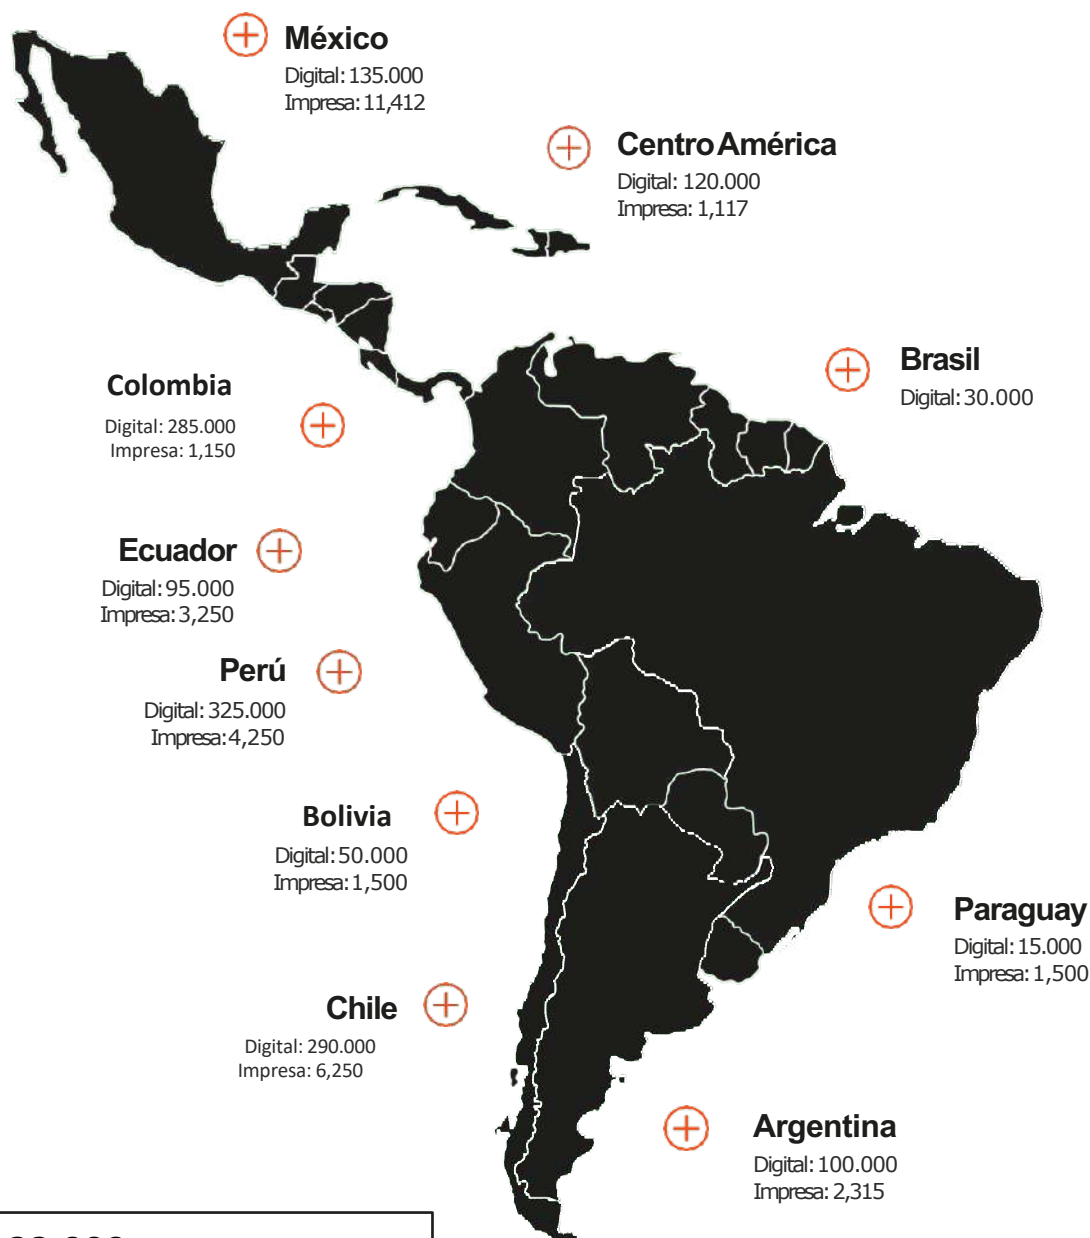 México
Digital: 135.000
Impresa: 11,412
Centro América
Digital: 120.000
Impresa: 1,117
Brasil
Digital: 30.000
Colombia
Digital: 285.000
Impresa: 1,150
Ecuador
Digital: 95.000
Impresa: 3,250
Perú
Digital: 325.000
Impresa: 4,250
Bolivia
Digital: 50.000
Impresa: 1,500
Paraguay
Digital: 15.000
Impresa: 1,500
Chile
Digital: 290.000
Impresa: 6,250
Argentina
Digital: 100.000
Impresa: 2,315